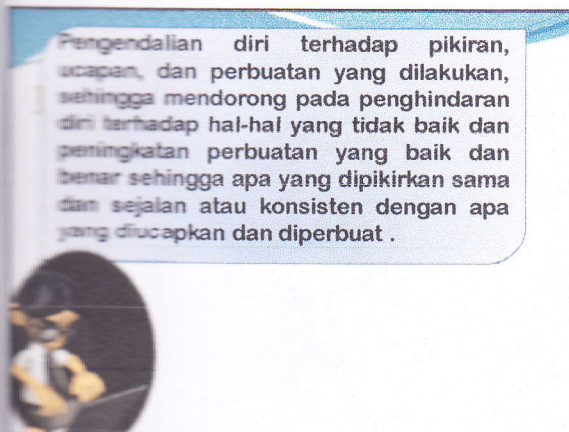 Pengendalian diri terhadap pikiran,
ucapan, dan perbuatan yang dilakukan,
sehingga mendorong pada penghindaran
diri terhadap hal-hal yang tidak baik dan
peningkatan perbuatan yang baik dan
benar sehingga apa yang dipikirkan sama
dan sejalan atau konsisten dengan apa
yang diucapkan dan diperbuat .